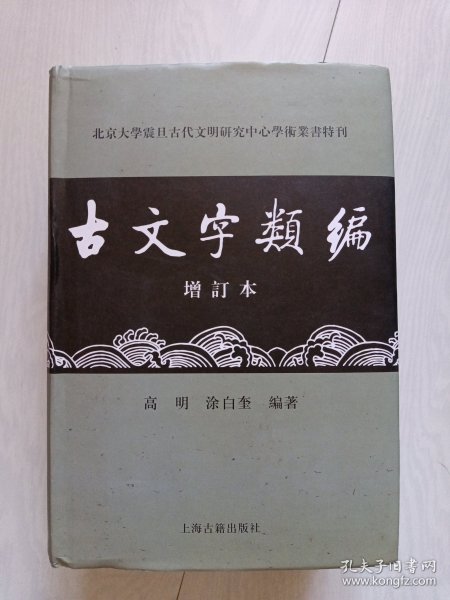 北京大學震旦古代文明研究中心學術叢書特刊
古文字類編
增訂本
高 明 涂白奎 編著
上海古籍出版社
孔夫子旧书网
www.kongfz.com